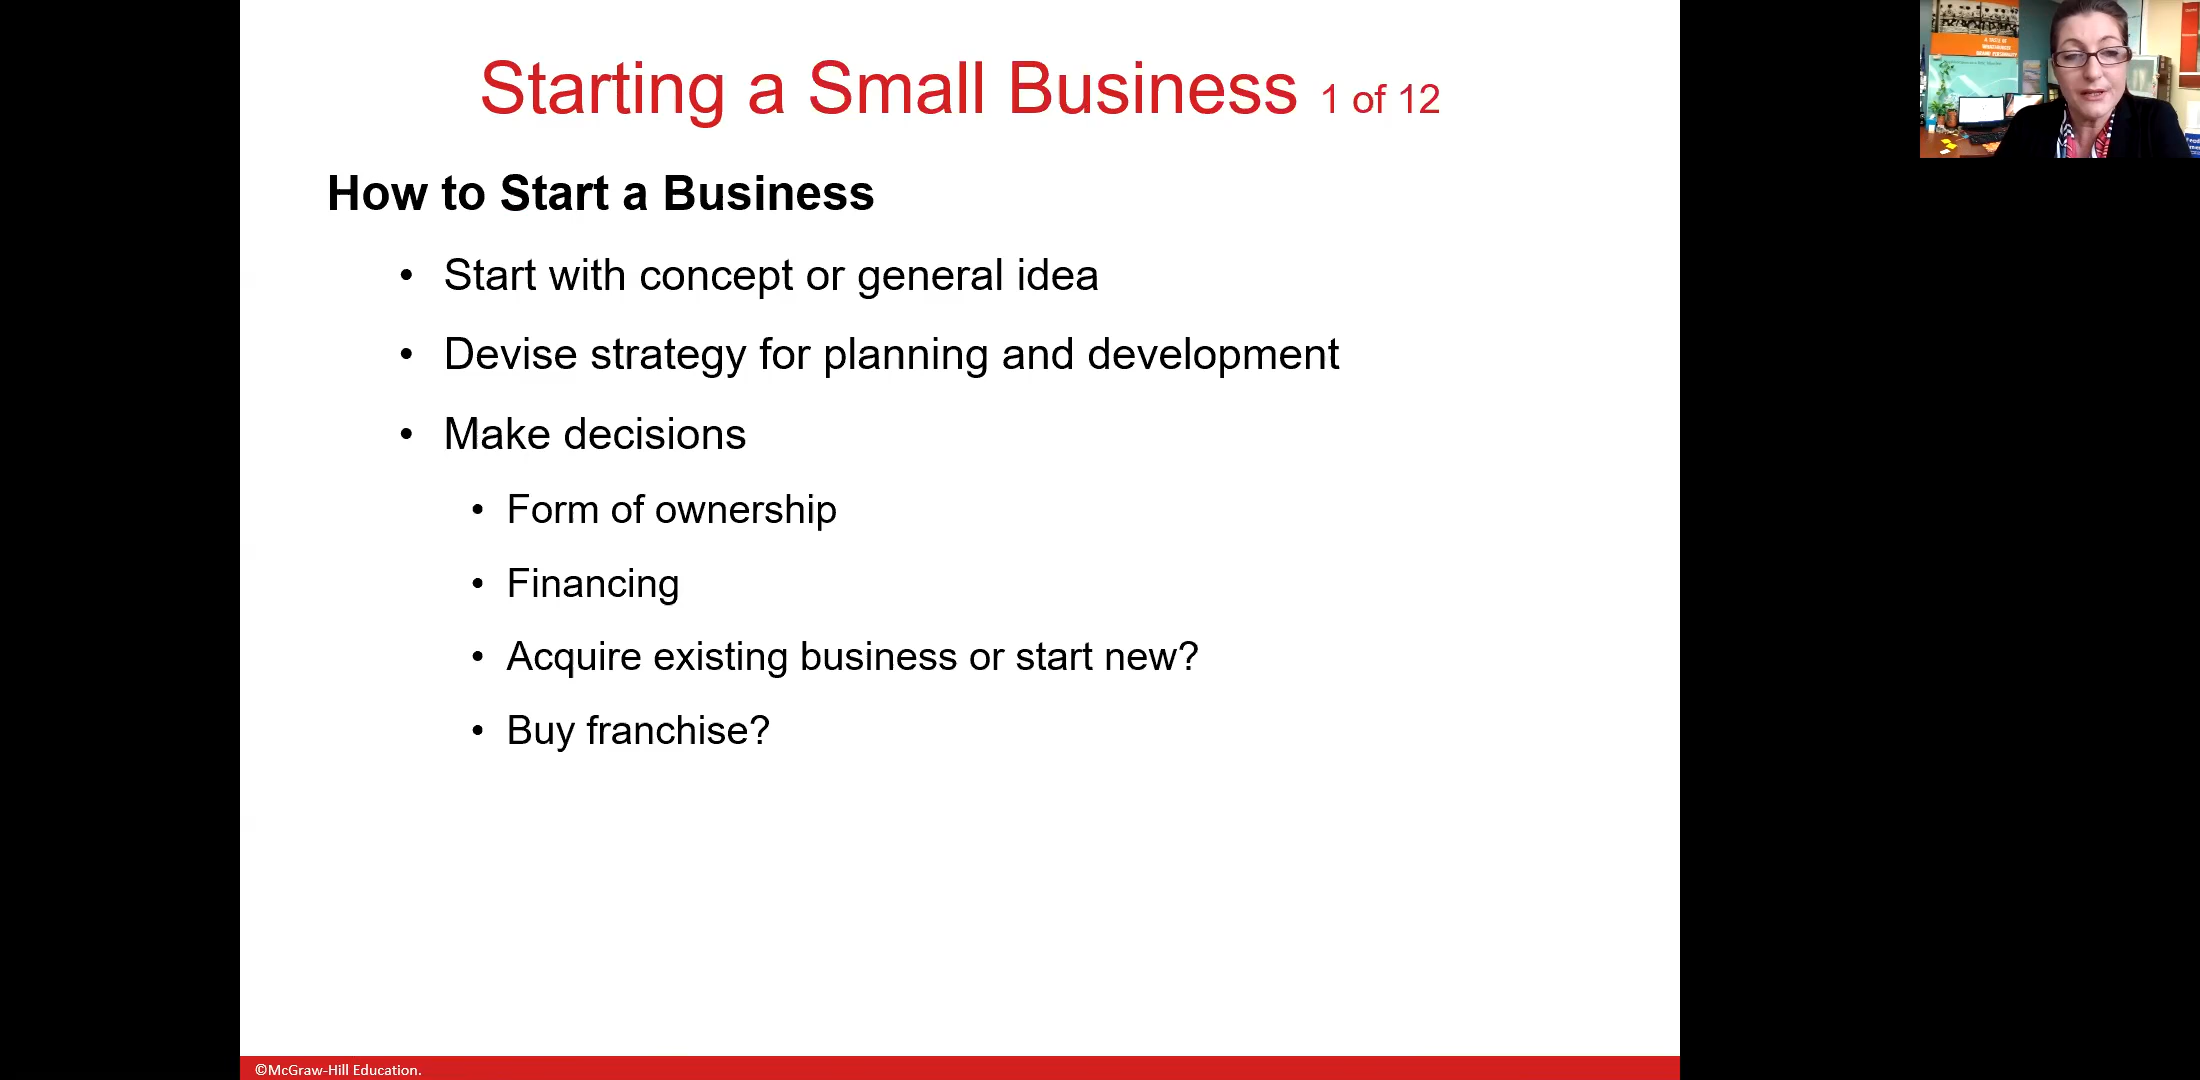 Starting a Small Business 1 of 12
How to Start a Business
• Start with concept or general idea
• Devise strategy for planning and development
• Make decisions
• Form of ownership
• Financing
• Acquire existing business or start new?
• Buy franchise?
©McGraw-Hill Education.